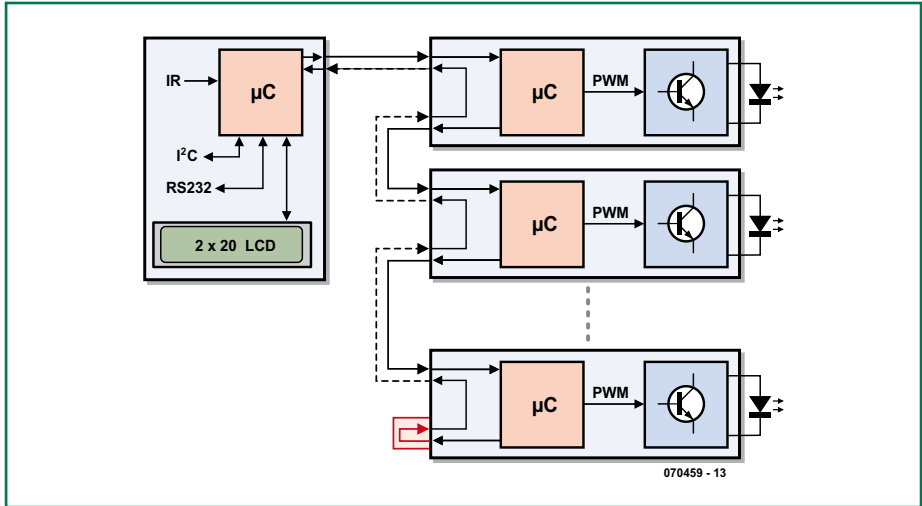 IR
µC
I²C
RS232
2 x 20 LCD
µC
PWM
µC
PWM
µC
PWM
070459 - 13